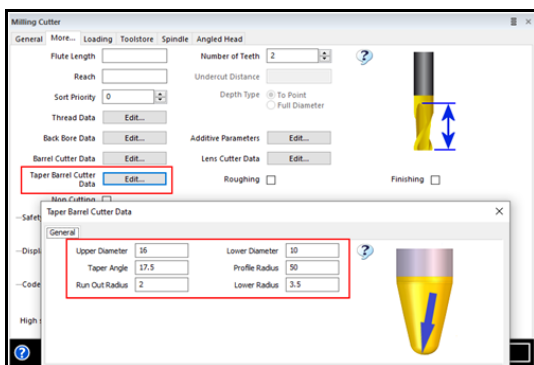 Milling Cutter
General More... Loading Toolstore Spindle Angled Head
Flute Length Number of Teeth 2
Reach Undercut Distance
Sort Priority 0 Depth Type To Point
Full Diameter
Thread Data Edit...
Back Bore Data Edit... Additive Parameters Edit...
Barrel Cutter Data Edit... Lens Cutter Data Edit...
Taper Barrel Cutter Data Edit... Roughing Finishing
Non Cutting
Taper Barrel Cutter Data
General
Upper Diameter 16 Lower Diameter 10
Taper Angle 17.5 Profile Radius 50
Run Out Radius 2 Lower Radius 3.5
Code
High